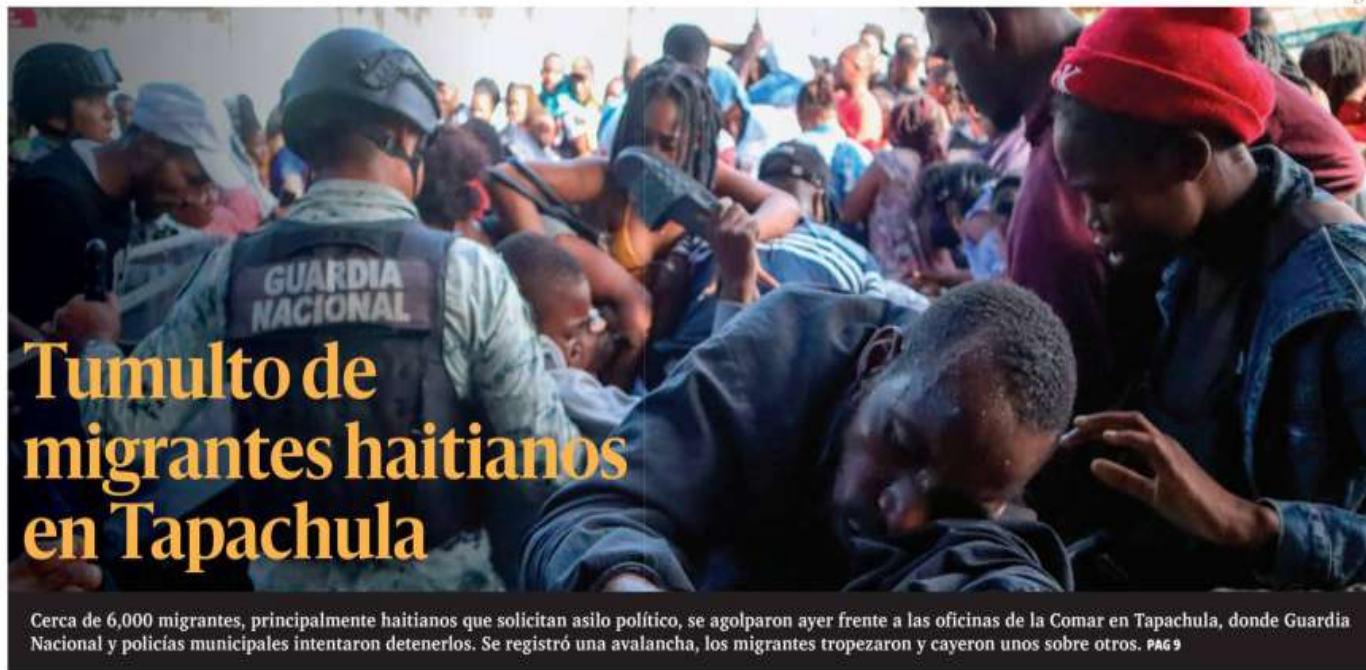 GUARDIA
NACIONAL
Tumulto de
migrantes haitianos
en Tapachula
Cerca de 6,000 migrantes, principalmente haitianos que solicitan asilo político, se agolparon ayer frente a las oficinas de la Comar en Tapachula, donde Guardia
Nacional y policías municipales intentaron detenerlos. Se registró una avalancha, los migrantes tropezaron y cayeron unos sobre otros. PAG 9